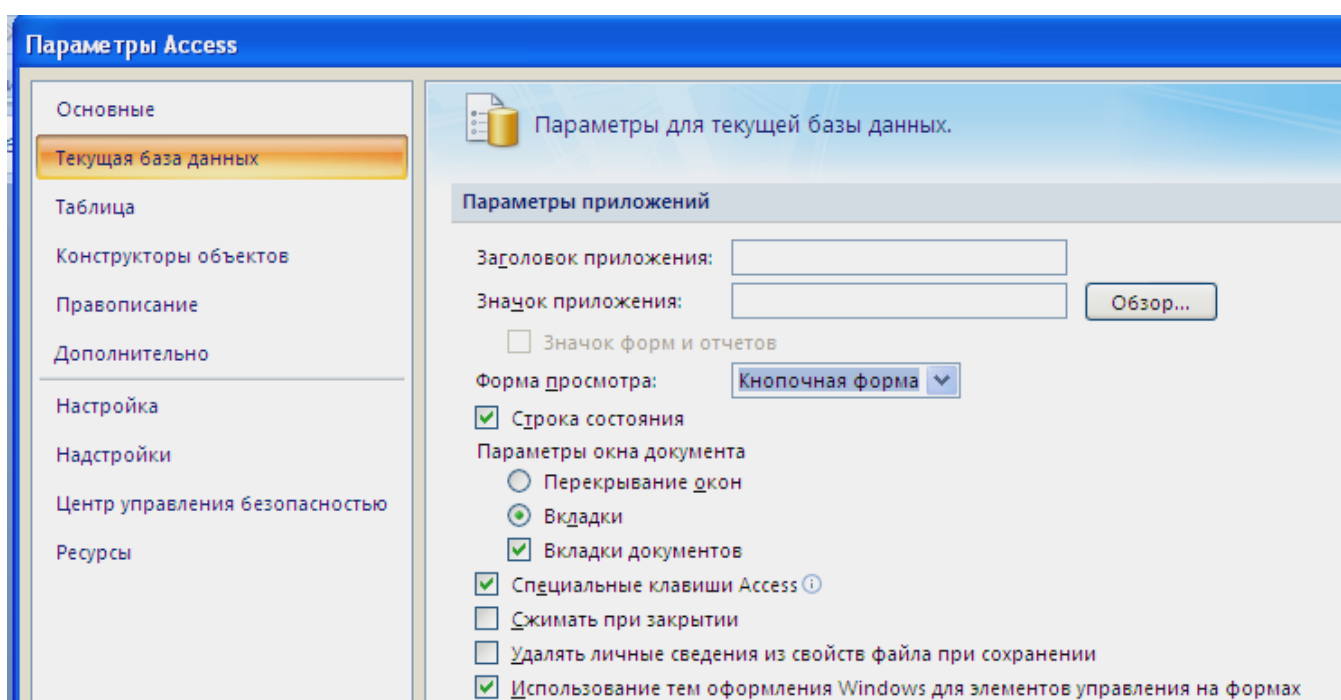 Параметры Access
Основные
Текущая база данных
Таблица
Конструкторы объектов
Правописание
Дополнительно
Настройка
Надстройки
Центр управления безопасностью
Ресурсы
Параметры для текущей базы данных.
Параметры приложений
Заголовок приложения:
Значок приложения:
Обзор...
Значок форм и отчетов
Форма просмотра:
Кнопочная форма
Строка состояния
Параметры окна документа
Перекрывание окон
Вкладки
Вкладки документов
Специальные клавиши Access
Сжимать при закрытии
Удалять личные сведения из свойств файла при сохранении
Использование тем оформления Windows для элементов управления на формах